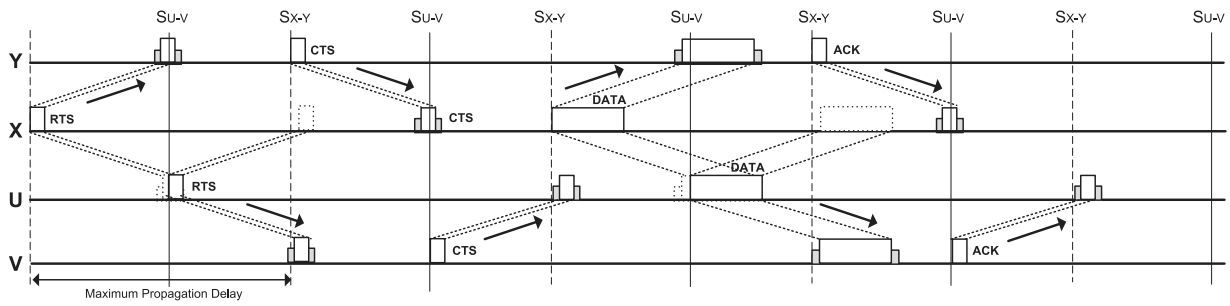 SU-V SX-Y SU-V SX-Y SU-V SX-Y SU-V SX-Y SU-V
Y CTS ACK
X RTS CTS DATA
U RTS DATA
V CTS ACK
Maximum Propagation Delay